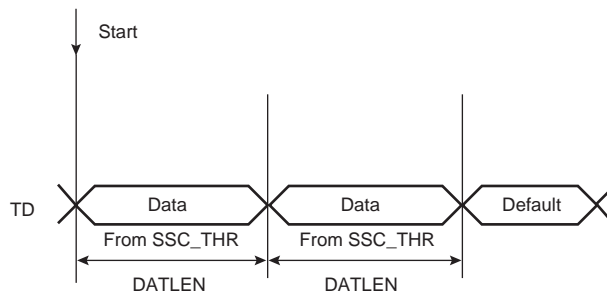 Start
TD
Data
Data
Default
From SSC_THR
From SSC_THR
DATLEN
DATLEN